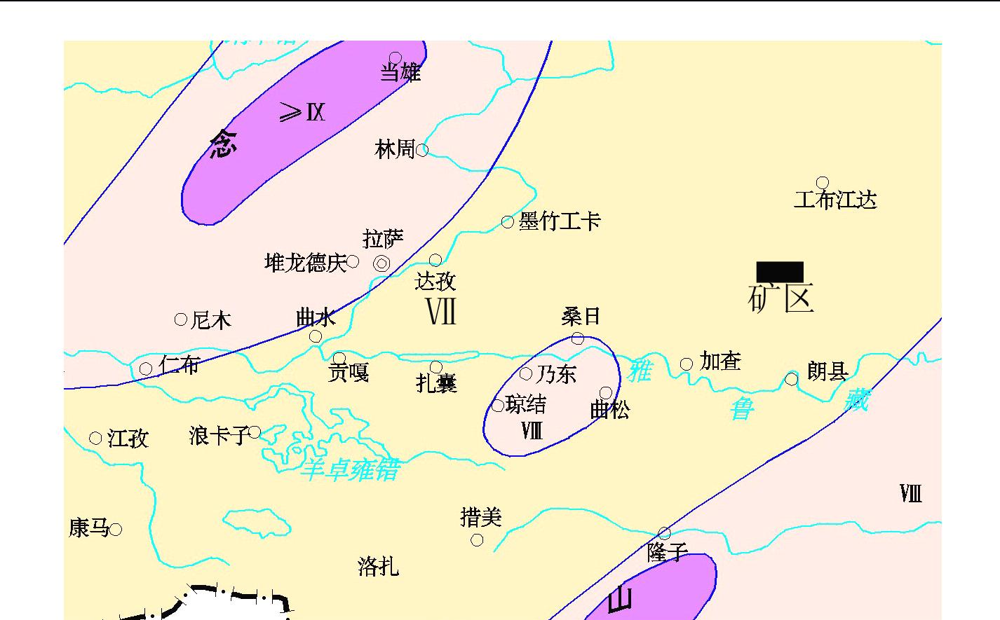 当雄
≥Ⅸ
念
林周
工布江达
墨竹工卡
拉萨
堆龙德庆
达孜
矿区
Ⅶ
曲水
桑日
尼木
仁布
贡嘎
扎囊
乃东
雅
加查
朗县
琼结
曲松
鲁
藏
Ⅷ
江孜
浪卡子
羊卓雍错
Ⅷ
措美
康马
隆子
洛扎
山